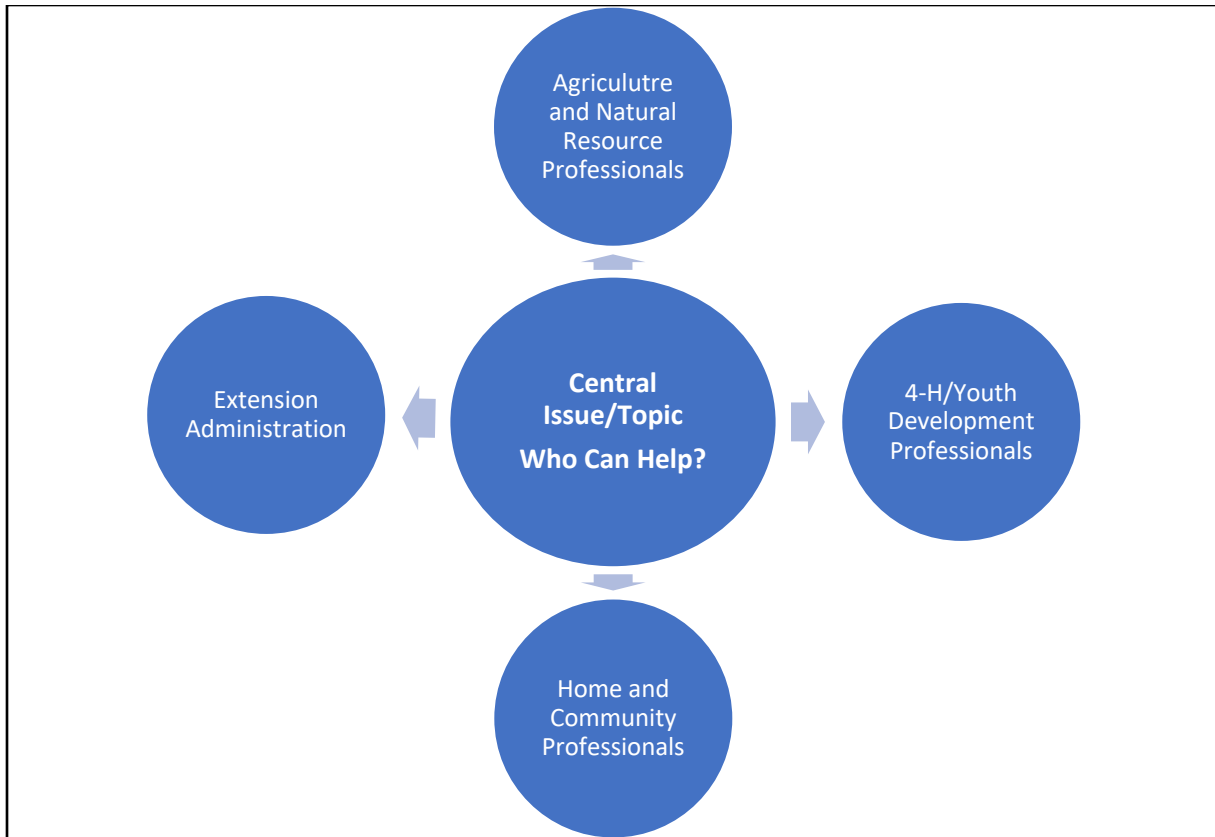 Agriculutre
and Natural
Resource
Professionals
Extension
Administration
Central
Issue/Topic
Who Can Help?
4-H/Youth
Development
Professionals
Home and
Community
Professionals